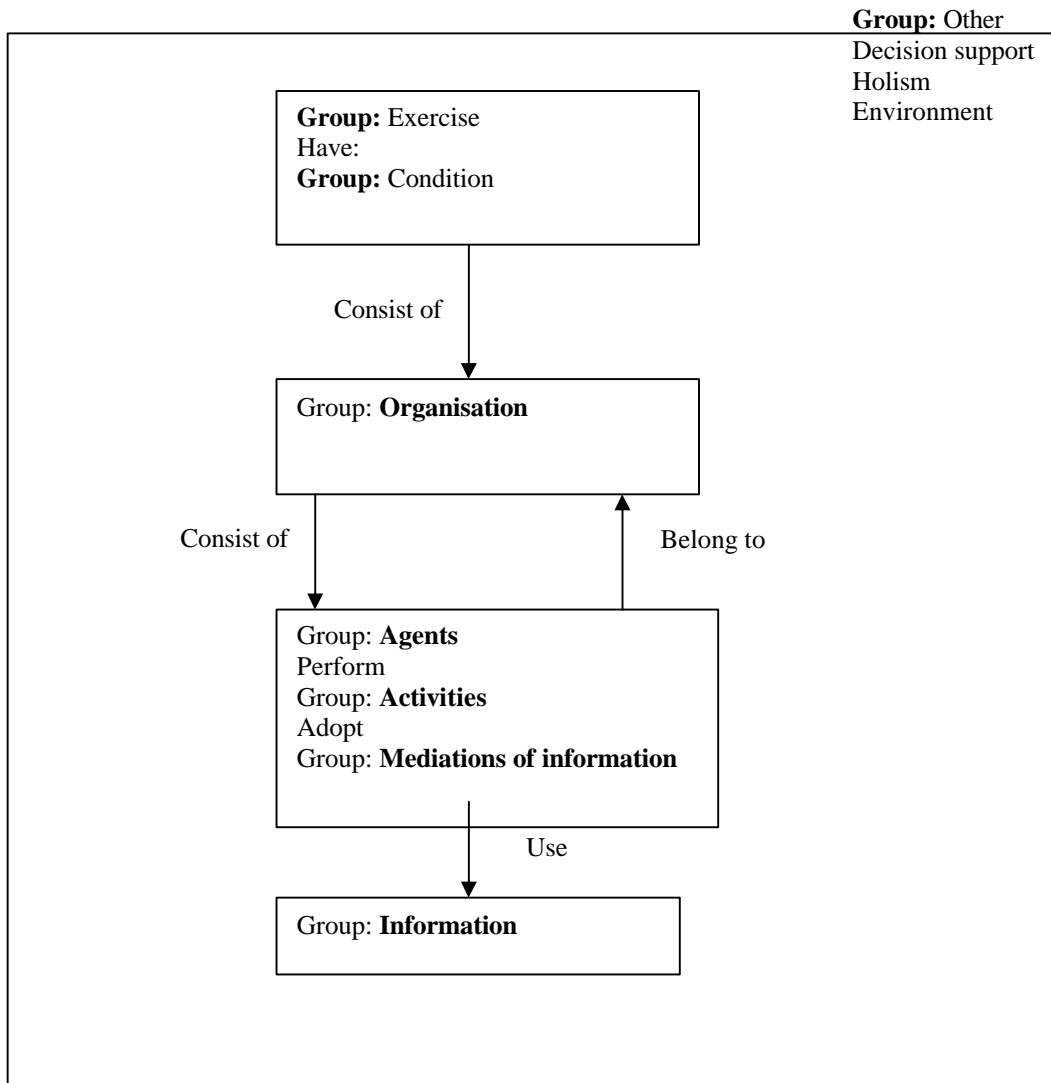 Group: Other
Decision support
Holism
Environment
Group: Exercise
Have:
Group: Condition
Consist of
Group: Organisation
Consist of
Belong to
Group: Agents
Perform
Group: Activities
Adopt
Group: Mediations of information
Use
Group: Information